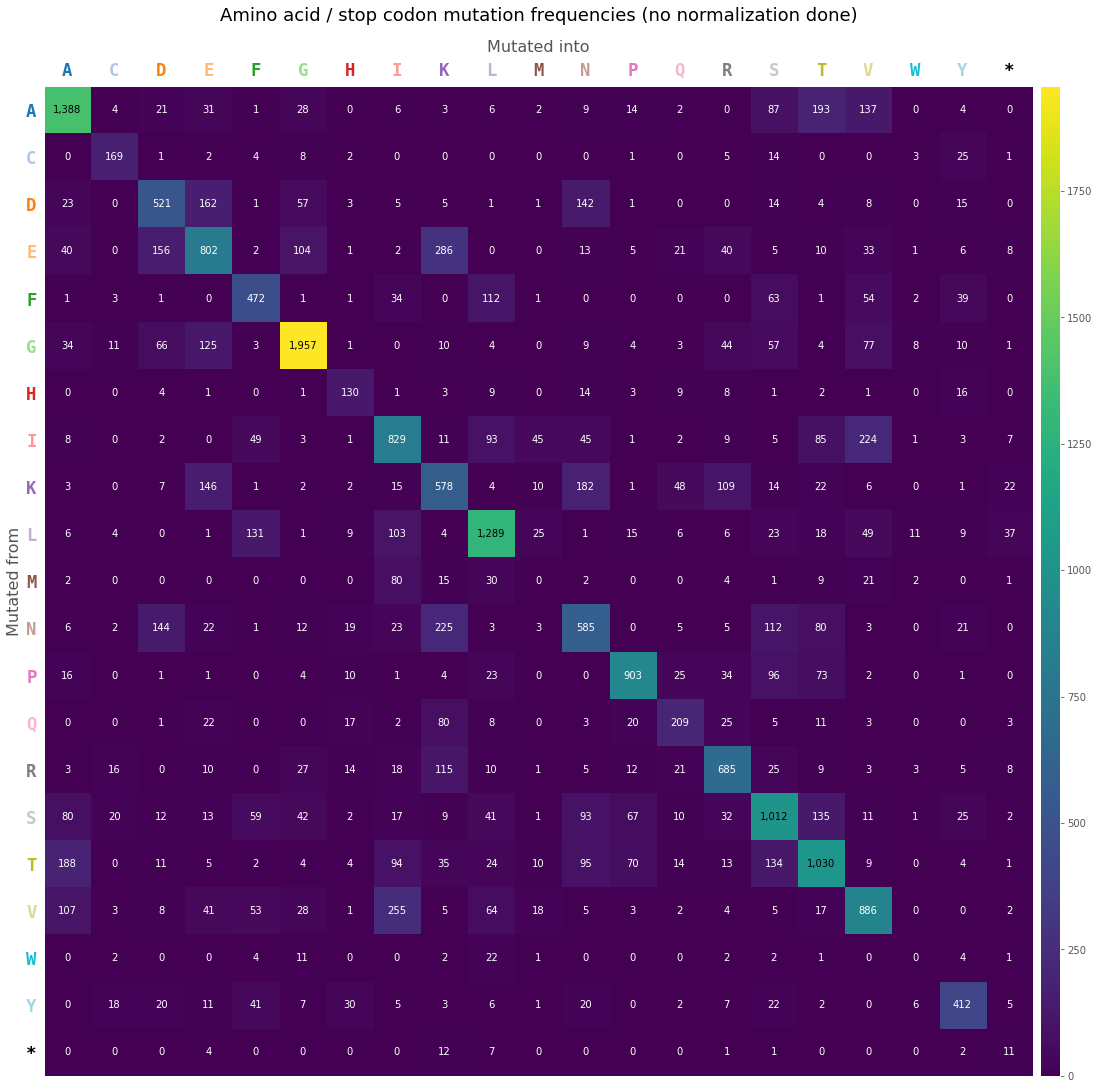 Amino acid / stop codon mutation frequencies (no normalization done)
Mutated into
A C D E F G H I K L M N P Q R S T V W Y *
A 1,388 4 21 31 1 28 0 6 3 6 2 9 14 2 0 87 193 137 0 4 0
C 0 169 1 2 4 8 2 0 0 0 0 0 1 0 5 14 0 0 3 25 1
D 23 0 521 162 1 57 3 5 5 1 1 142 1 0 0 14 4 8 0 15 0
E 40 0 156 802 2 104 1 2 286 0 0 13 5 21 40 5 10 33 1 6 8
F 1 3 1 0 472 1 1 34 0 112 1 0 0 0 0 63 1 54 2 39 0
G 34 11 66 125 3 1,957 1 0 10 4 0 9 4 3 44 57 4 77 8 10 1
H 0 0 4 1 0 1 130 1 3 9 0 14 3 9 8 1 2 1 0 16 0
I 8 0 2 0 49 3 1 829 11 93 45 45 1 2 9 5 85 224 1 3 7
K 3 0 7 146 1 2 2 15 578 4 10 182 1 48 109 14 22 6 0 1 22
L 6 4 0 1 131 1 9 103 4 1,289 25 1 15 6 6 23 18 49 11 9 37
M 2 0 0 0 0 0 0 80 15 30 0 2 0 0 4 1 9 21 2 0 1
N 6 2 144 22 1 12 19 23 225 3 3 585 0 5 5 112 80 3 0 21 0
P 16 0 1 1 0 4 10 1 4 23 0 0 903 25 34 96 73 2 0 1 0
Q 0 0 1 22 0 0 17 2 80 8 0 3 20 209 25 5 11 3 0 0 3
R 3 16 0 10 0 27 14 18 115 10 1 5 12 21 685 25 9 3 3 5 8
S 80 20 12 13 59 42 2 17 9 41 1 93 67 10 32 1,012 135 11 1 25 2
T 188 0 11 5 2 4 4 94 35 24 10 95 70 14 13 134 1,030 9 0 4 1
V 107 3 8 41 53 28 1 255 5 64 18 5 3 2 4 5 17 886 0 0 2
W 0 2 0 0 4 11 0 0 2 22 1 0 0 0 2 2 1 0 0 4 1
Y 0 18 20 11 41 7 30 5 3 6 1 20 0 2 7 22 2 0 6 412 5
* 0 0 0 4 0 0 0 0 12 7 0 0 0 0 1 1 0 0 0 2 11
Mutated from
1750
1500
1250
1000
750
500
250
0